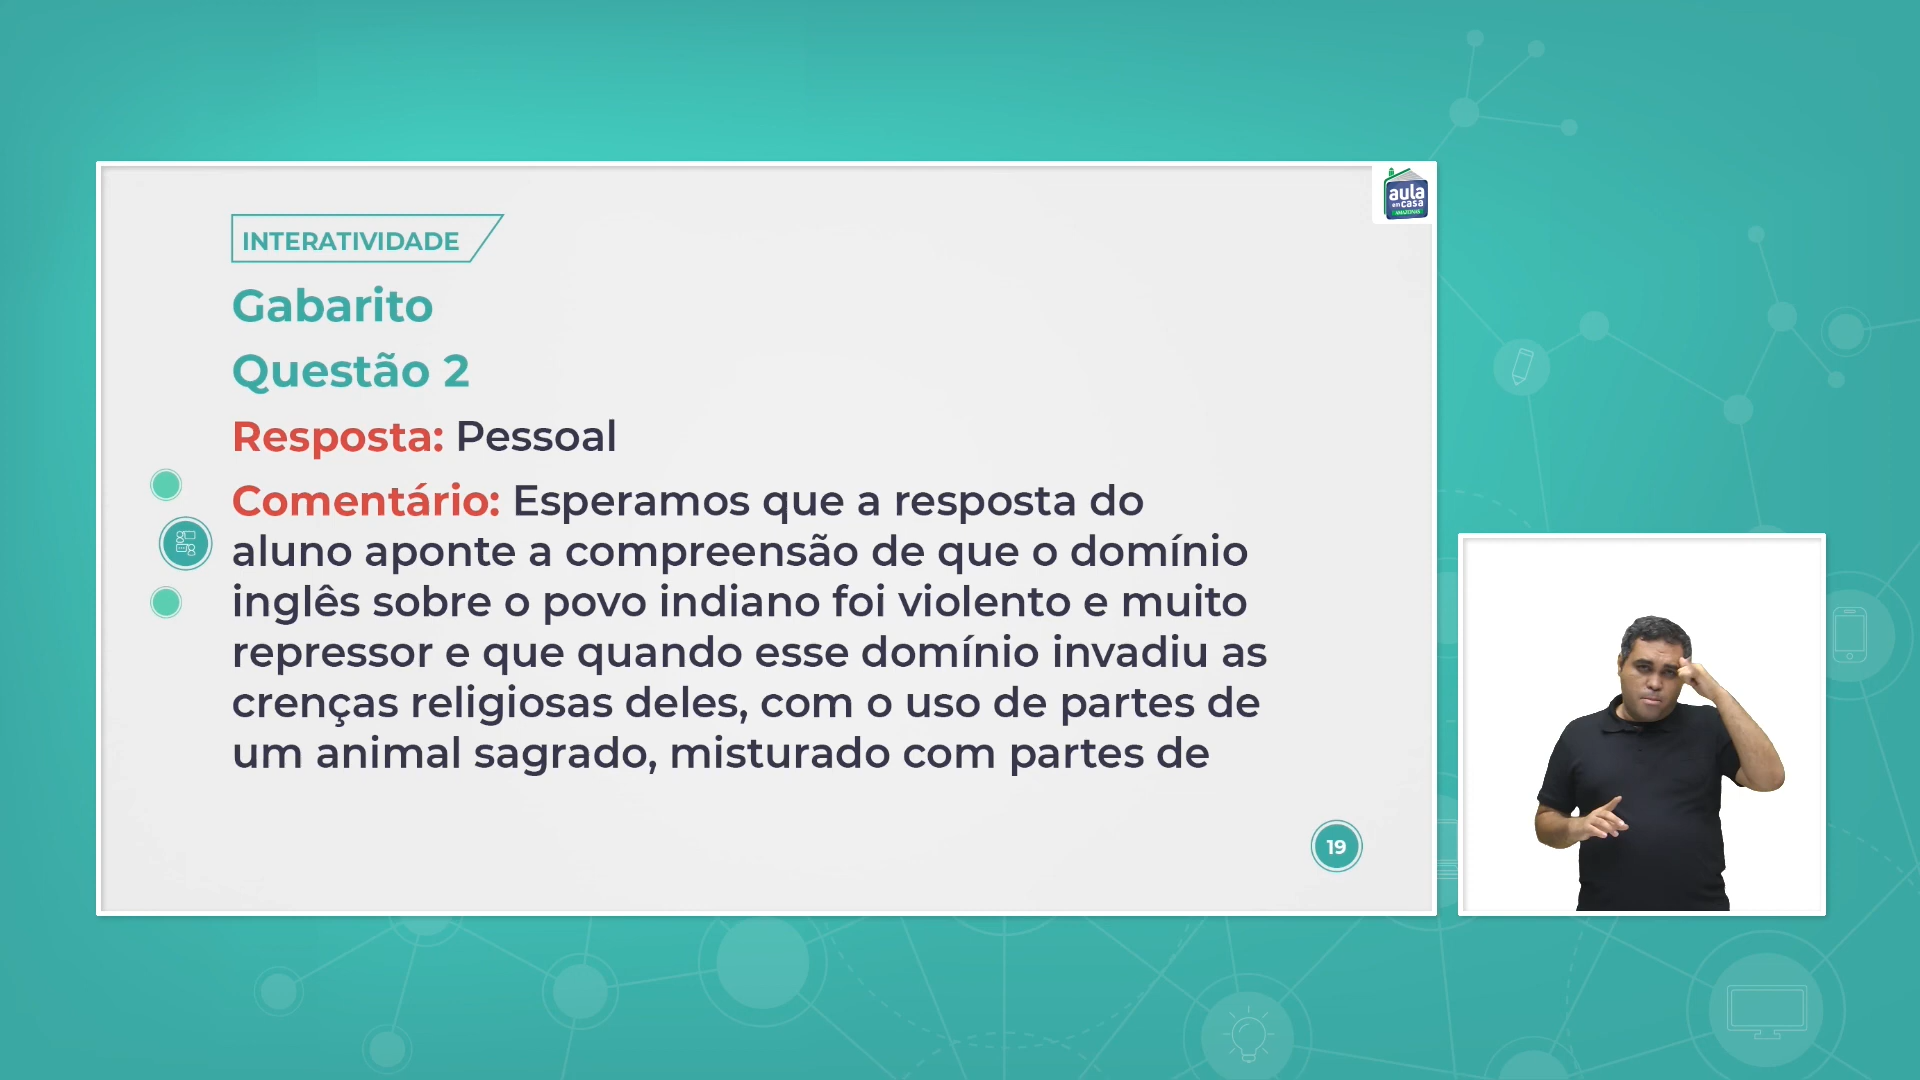 aula
em casa
AMAZONAS
INTERATIVIDADE
Gabarito
Questão 2
Resposta: Pessoal
Comentário: Esperamos que a resposta do
aluno aponte a compreensão de que o domínio
inglês sobre o povo indiano foi violento e muito
repressor e que quando esse domínio invadiu as
crenças religiosas deles, com o uso de partes de
um animal sagrado, misturado com partes de
19